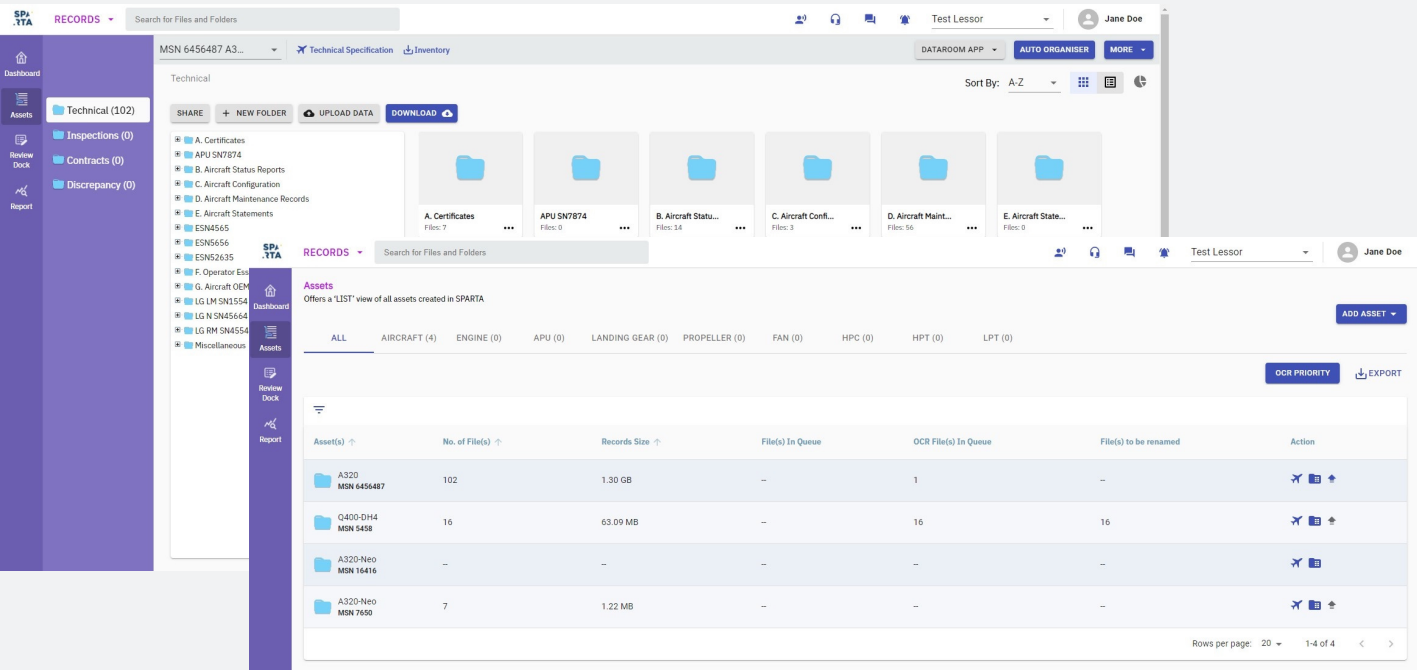 SPA
.RTA
RECORDS
Search for Files and Folders
Test Lessor
Jane Doe
Dashboard
Assets
Review
Dock
Report
Technical (102)
Inspections (0)
Contracts (0)
Discrepancy (0)
MSN 6456487 A3...
Technical Specification
Inventory
DATAROOM APP
AUTO ORGANISER
MORE
Technical
Sort By: A-Z
SHARE
+ NEW FOLDER
UPLOAD DATA
DOWNLOAD
A. Certificates
APU SN7874
B. Aircraft Status Reports
C. Aircraft Configuration
D. Aircraft Maintenance Records
E. Aircraft Statements
ESN4565
ESN5656
ESN52635
F. Operator Ess
G. Aircraft OEM
LG LM SN1554
LG N SN45664
LG RM SN4554
Miscellaneous
A. Certificates
Files: 7
APU SN7874
Files: 0
B. Aircraft Statu...
Files: 14
C. Aircraft Confi...
Files: 3
D. Aircraft Maint...
Files: 56
E. Aircraft State...
Files: 0
SPA
.RTA
RECORDS
Search for Files and Folders
Test Lessor
Jane Doe
Dashboard
Assets
Review
Dock
Report
Assets
Offers a 'LIST' view of all assets created in SPARTA
ADD ASSET
ALL AIRCRAFT (4) ENGINE (0) APU (0) LANDING GEAR (0) PROPELLER (0) FAN (0) HPC (0) HPT (0) LPT (0)
OCR PRIORITY
EXPORT
Asset(s) No. of File(s) Records Size File(s) In Queue OCR File(s) In Queue File(s) to be renamed Action
A320
MSN 6456487
102 1.30 GB – 1 –
Q400-DH4
MSN 5458
16 63.09 MB – 16 16
A320-Neo
MSN 16416
– – – – –
A320-Neo
MSN 7650
7 1.22 MB – – –
Rows per page: 20 1-4 of 4